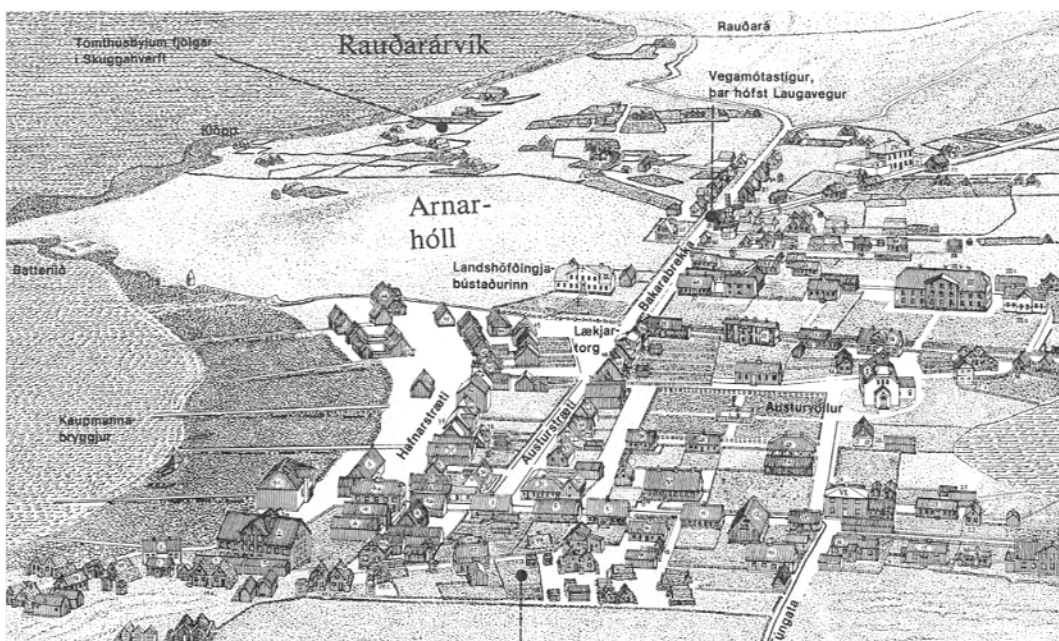 Rauðará
Tómthúsbýlum fjölgar
í Skuggahverfi
Rauðarárvík
Vegamótastígur,
þar hófst Laugavegur
Klöpp
Arnar-
hóll
Batteríið
Landshöfðingja-
bústaðurinn
Bakarabrekka
Lækjar-
torg
Austurvöllur
Kaupmanna-
bryggjur
Hafnarstræti
Austurstræti
Túngata